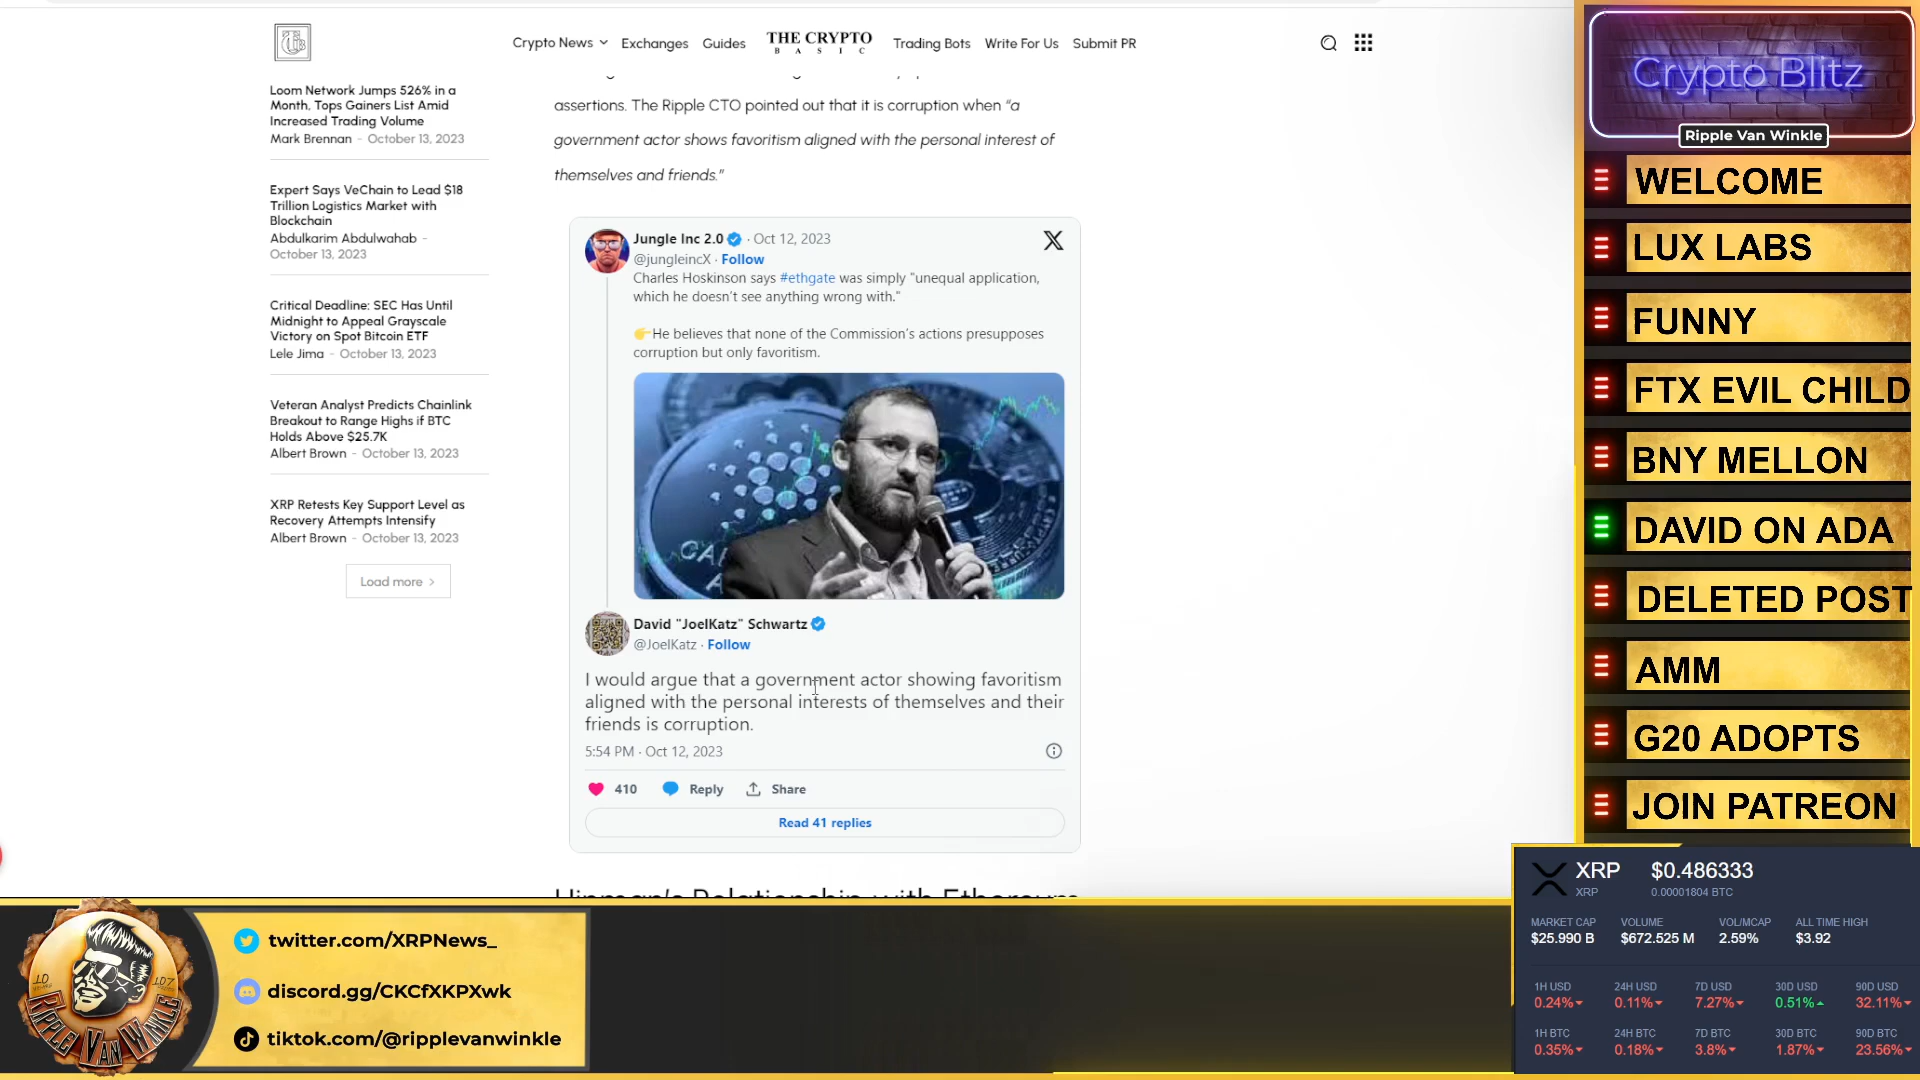 Crypto News
Exchanges
Guides
THE CRYPTO
BASIC
Trading Bots
Write For Us
Submit PR
Loom Network Jumps 526% in a
Month, Tops Gainers List Amid
Increased Trading Volume
Mark Brennan - October 13, 2023
Expert Says VeChain to Lead $18
Trillion Logistics Market with
Blockchain
Abdulkarim Abdulwahab -
October 13, 2023
Critical Deadline: SEC Has Until
Midnight to Appeal Grayscale
Victory on Spot Bitcoin ETF
Lele Jima - October 13, 2023
Veteran Analyst Predicts Chainlink
Breakout to Range Highs if BTC
Holds Above $25.7K
Albert Brown - October 13, 2023
XRP Retests Key Support Level as
Recovery Attempts Intensify
Albert Brown - October 13, 2023
Load more
assertions. The Ripple CTO pointed out that it is corruption when “a
government actor shows favoritism aligned with the personal interest of
themselves and friends.”
Jungle Inc 2.0 · Oct 12, 2023
@jungleincX · Follow
Charles Hoskinson says #ethgate was simply "unequal application,
which he doesn't see anything wrong with."
👉He believes that none of the Commission's actions presupposes
corruption but only favoritism.
David "JoelKatz" Schwartz
@JoelKatz · Follow
I would argue that a government actor showing favoritism
aligned with the personal interests of themselves and their
friends is corruption.
5:54 PM · Oct 12, 2023
410
Reply
Share
Read 41 replies
Hinman's Relationship with Ethereum
Crypto Blitz
Ripple Van Winkle
WELCOME
LUX LABS
FUNNY
FTX EVIL CHILD
BNY MELLON
DAVID ON ADA
DELETED POST
AMM
G20 ADOPTS
JOIN PATREON
XRP $0.486333
XRP 0.00001804 BTC
MARKET CAP VOLUME VOL/MCAP ALL TIME HIGH
$25.990 B $672.525 M 2.59% $3.92
1H USD 24H USD 7D USD 30D USD 90D USD
0.24% 0.11% 7.27% 0.51% 32.11%
1H BTC 24H BTC 7D BTC 30D BTC 90D BTC
0.35% 0.18% 3.8% 1.87% 23.56%
RIPPLE VAN WINKLE
twitter.com/XRPNews_
discord.gg/CKCfXKPXwk
tiktok.com/@ripplevanwinkle